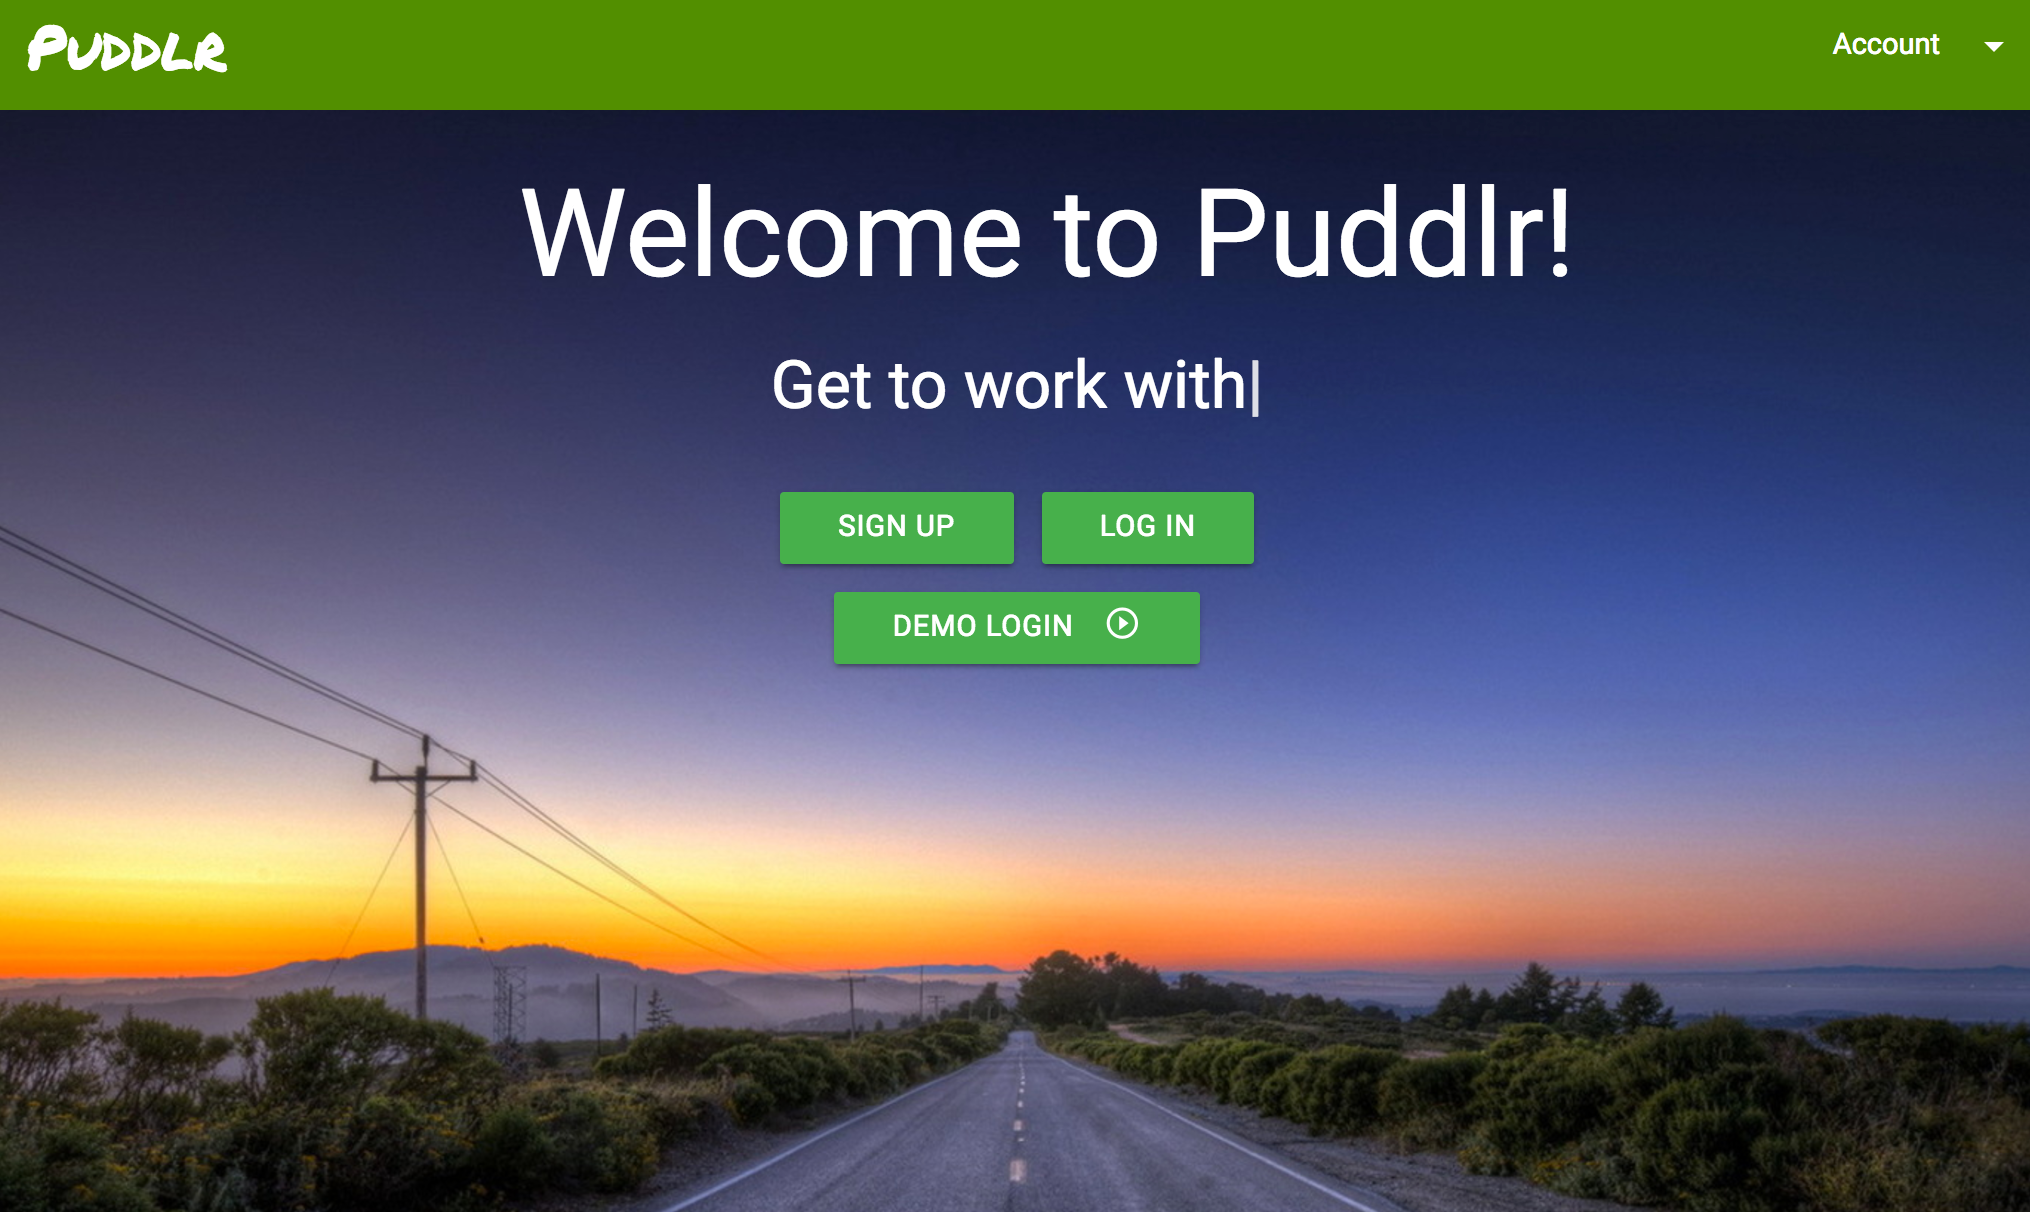 PUDDLR
Account
Welcome to Puddlr!
Get to work with
SIGN UP
LOG IN
DEMO LOGIN